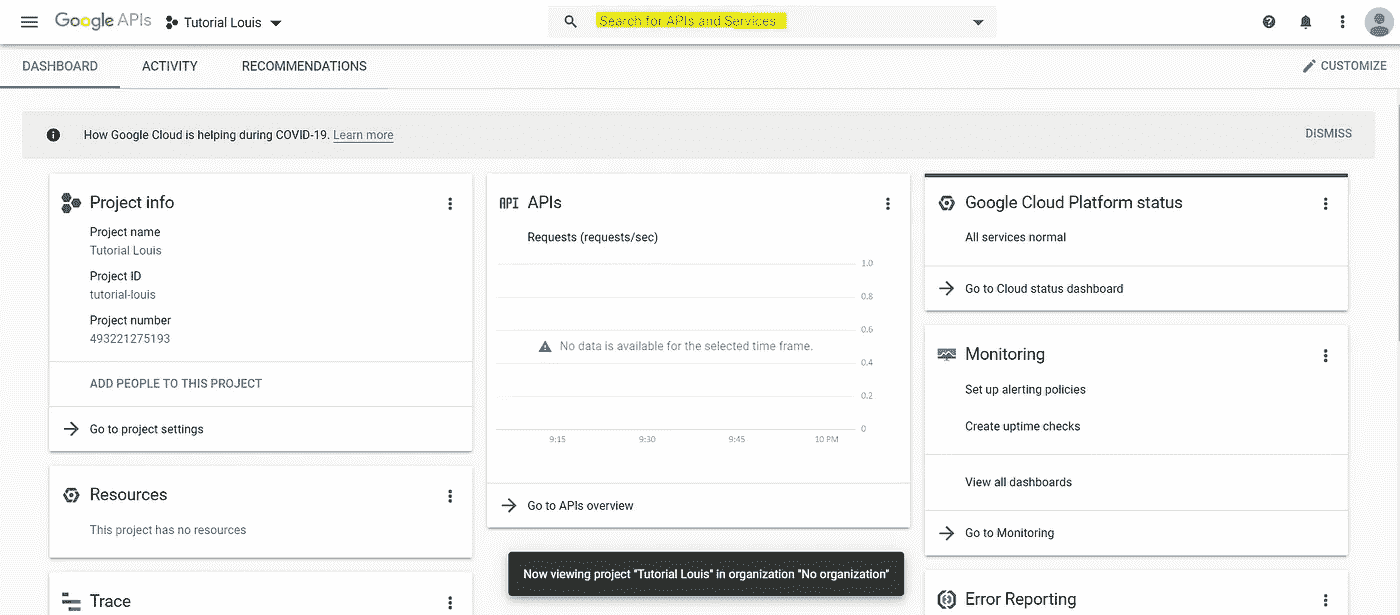 Google APIs
Tutorial Louis
Search for APIs and Services
DASHBOARD
ACTIVITY
RECOMMENDATIONS
CUSTOMIZE
How Google Cloud is helping during COVID-19. Learn more
DISMISS
Project info
Project name
Tutorial Louis
Project ID
tutorial-louis
Project number
493221275193
ADD PEOPLE TO THIS PROJECT
Go to project settings
Resources
This project has no resources
Trace
API APIs
Requests (requests/sec)
1.0
0.8
0.6
No data is available for the selected time frame.
0.4
0.2
0
9:15 9:30 9:45 10 PM
Go to APIs overview
Now viewing project "Tutorial Louis" in organization "No organization"
Google Cloud Platform status
All services normal
Go to Cloud status dashboard
Monitoring
Set up alerting policies
Create uptime checks
View all dashboards
Go to Monitoring
Error Reporting